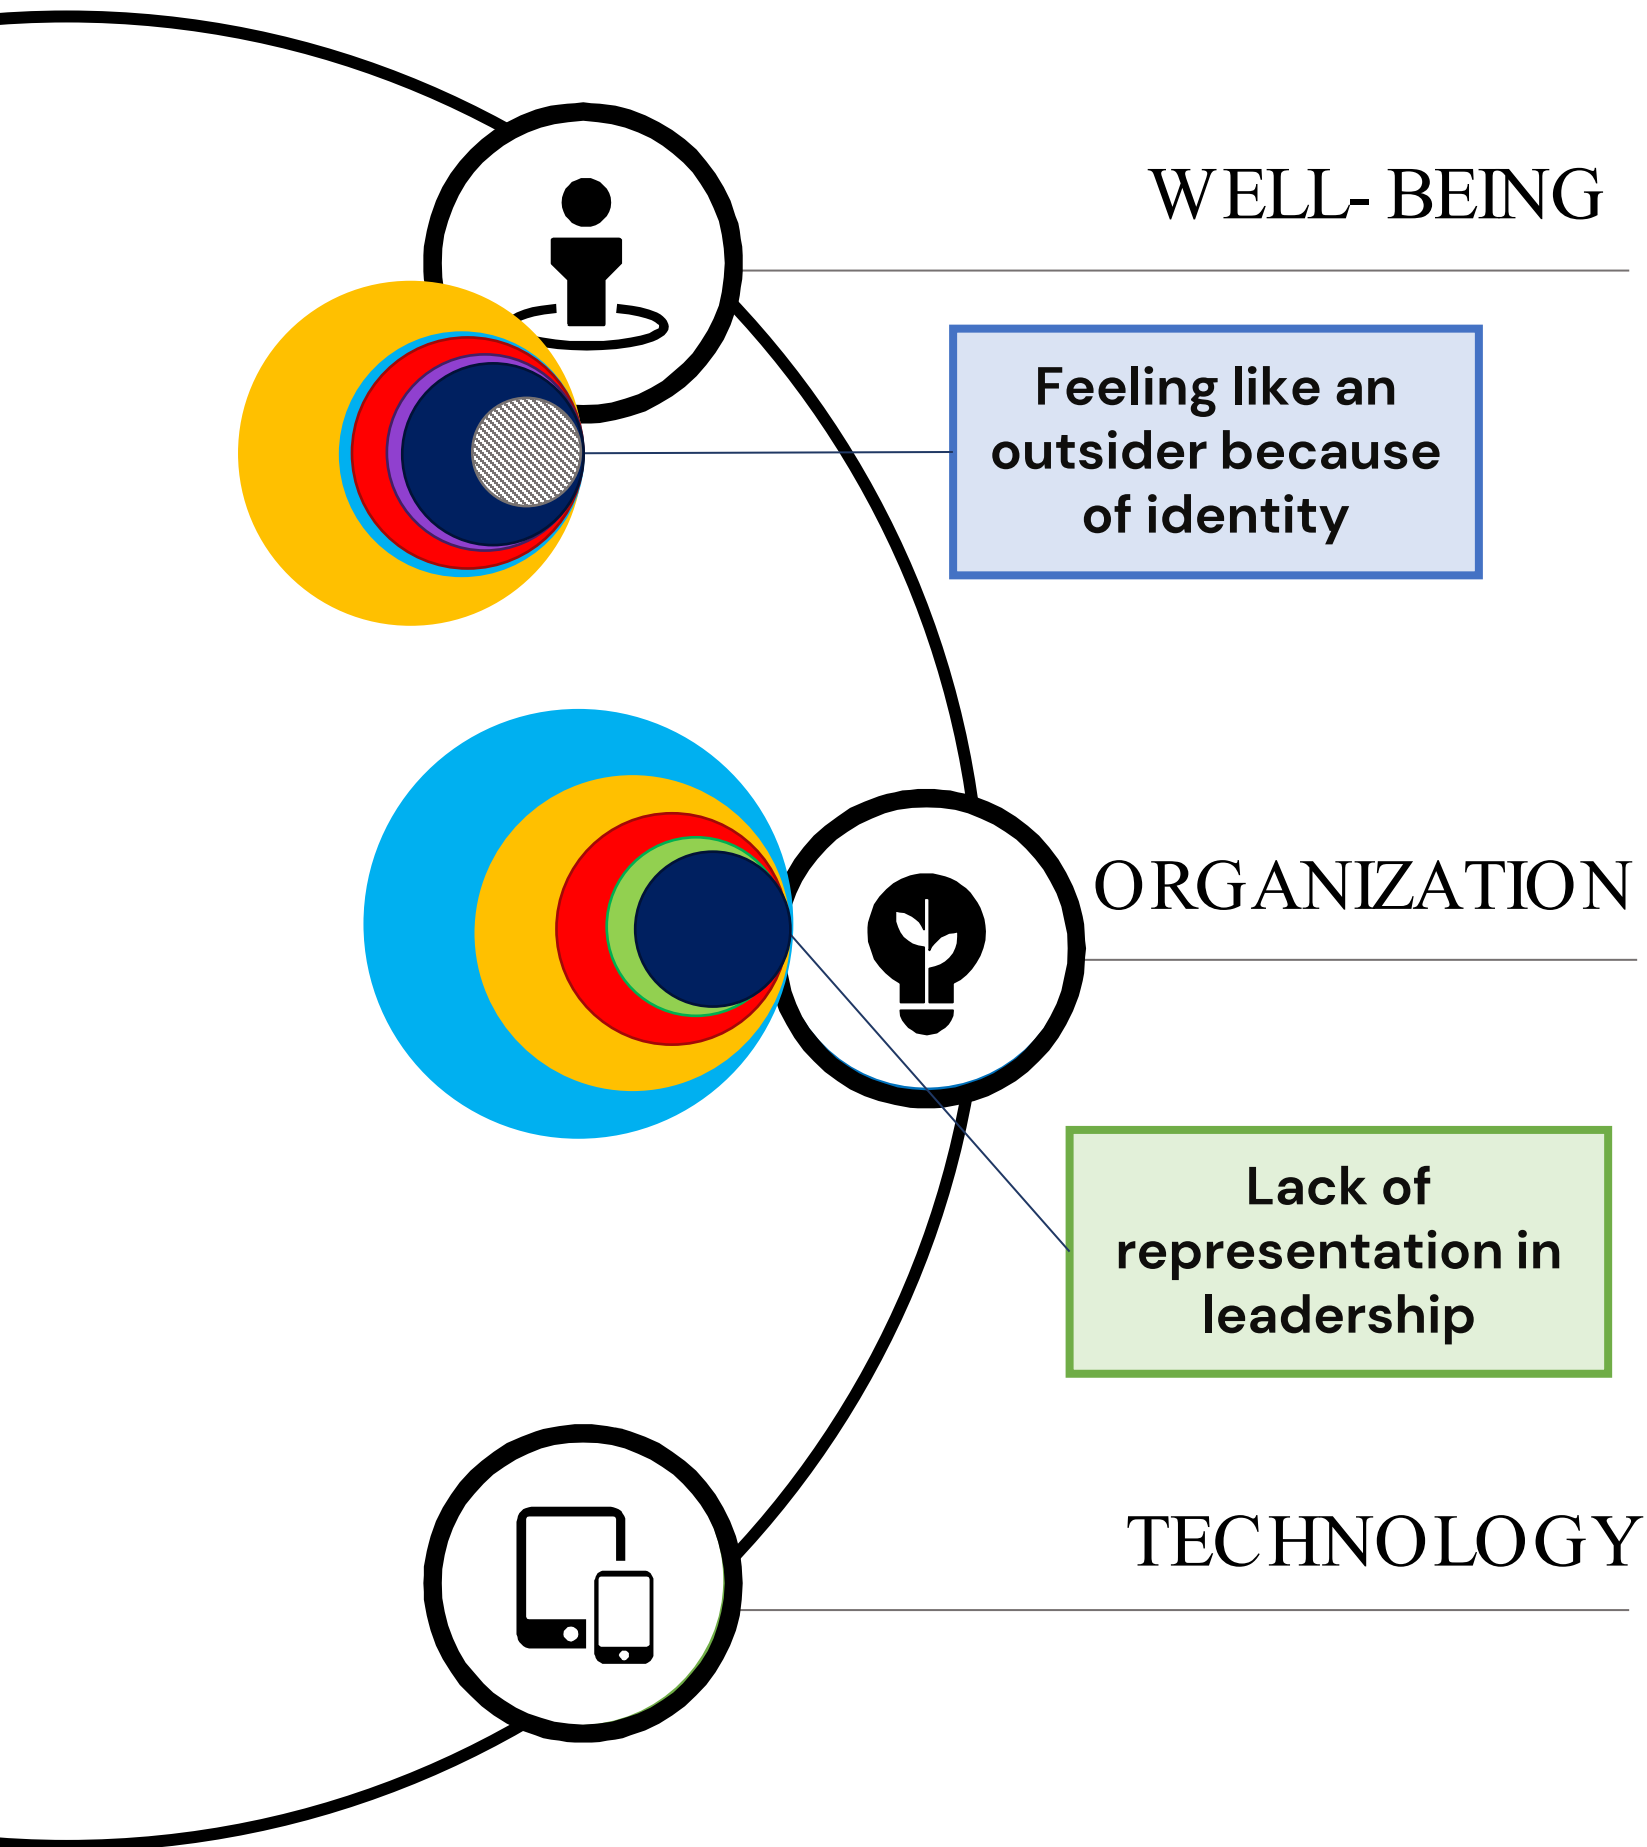 WELL- BEING
Feeling like an
outsider because
of identity
ORGANIZATION
Lack of
representation in
leadership
TECHNOLOGY